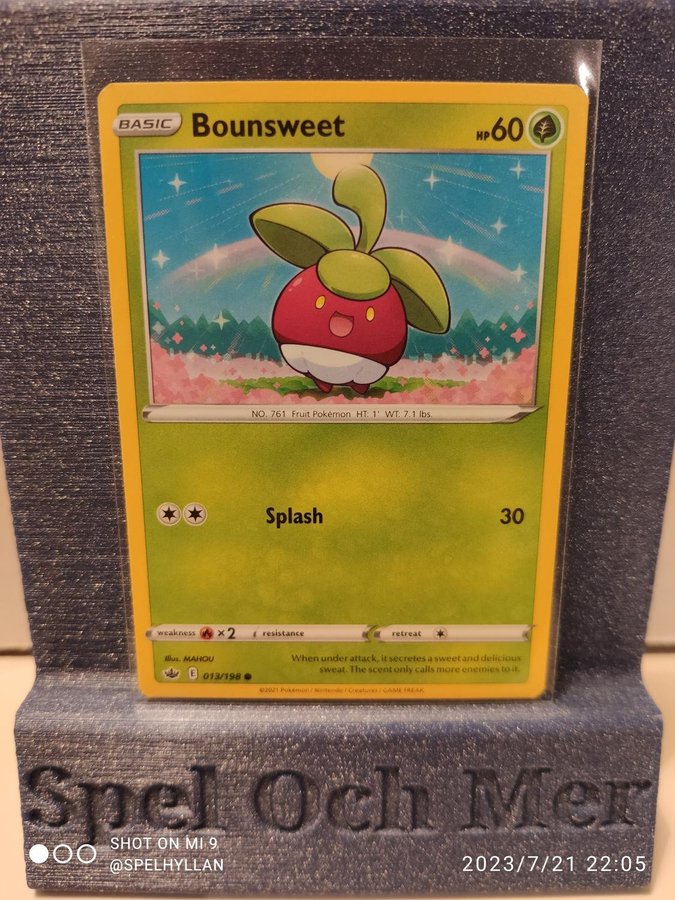 BASIC Bounsweet HP 60
NO. 761 Fruit Pokémon HT: 1' WT: 7.1 lbs.
Splash 30
weakness ×2 resistance retreat
Illus. MAHOU
When under attack, it secretes a sweet and delicious
sweat. The scent only calls more enemies to it.
E 013/198
©2021 Pokémon / Nintendo / Creatures / GAME FREAK
Spel Och Mer
SHOT ON MI 9
@SPELHYLLAN
2023/7/21 22:05